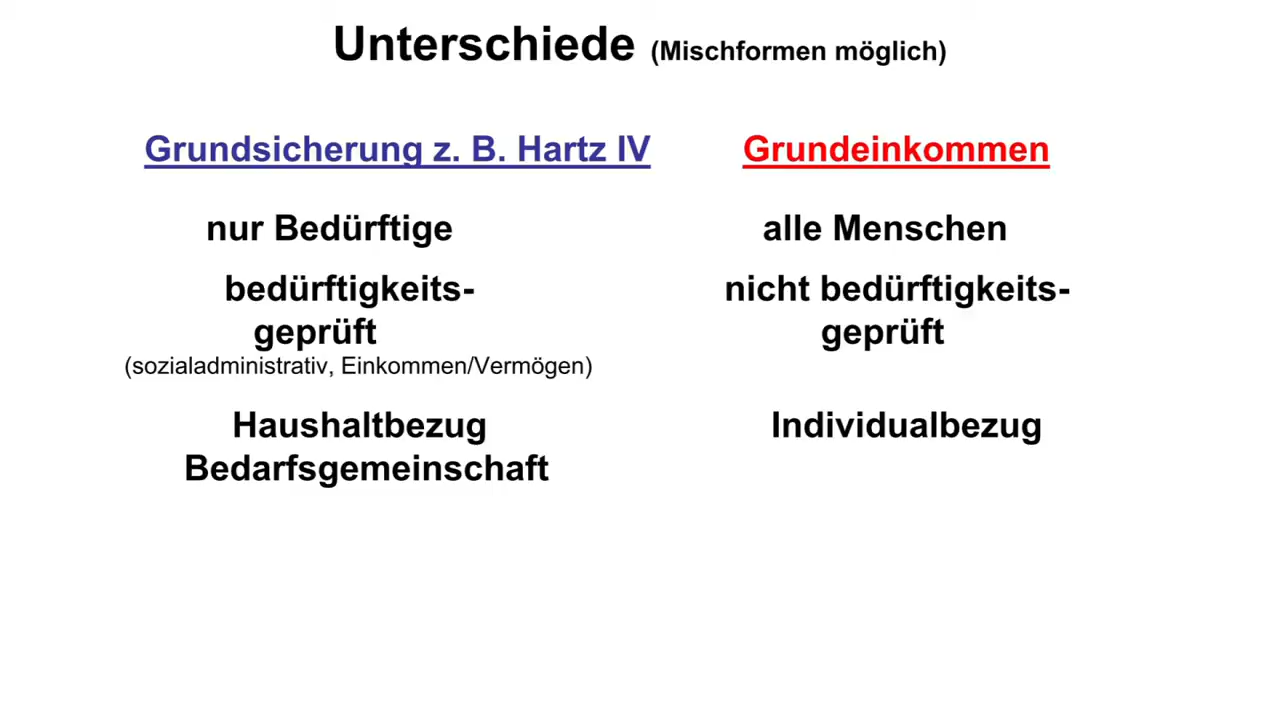 Unterschiede (Mischformen möglich)
Grundsicherung z. B. Hartz IV
Grundeinkommen
nur Bedürftige
alle Menschen
bedürftigkeits-
geprüft
(sozialadministrativ, Einkommen/Vermögen)
nicht bedürftigkeits-
geprüft
Haushaltbezug
Bedarfsgemeinschaft
Individualbezug